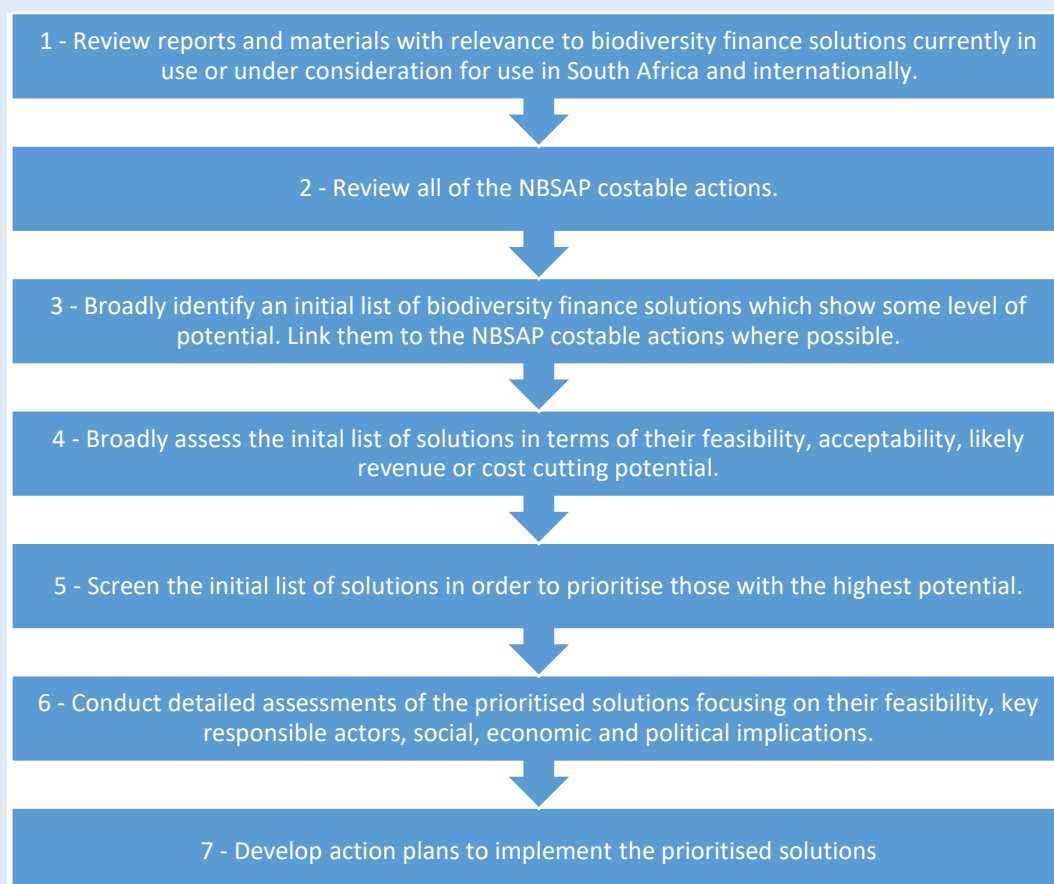 1 - Review reports and materials with relevance to biodiversity finance solutions currently in
use or under consideration for use in South Africa and internationally.
2 - Review all of the NBSAP costable actions.
3 - Broadly identify an initial list of biodiversity finance solutions which show some level of
potential. Link them to the NBSAP costable actions where possible.
4 - Broadly assess the inital list of solutions in terms of their feasibility, acceptability, likely
revenue or cost cutting potential.
5 - Screen the initial list of solutions in order to prioritise those with the highest potential.
6 - Conduct detailed assessments of the prioritised solutions focusing on their feasibility, key
responsible actors, social, economic and political implications.
7 - Develop action plans to implement the prioritised solutions